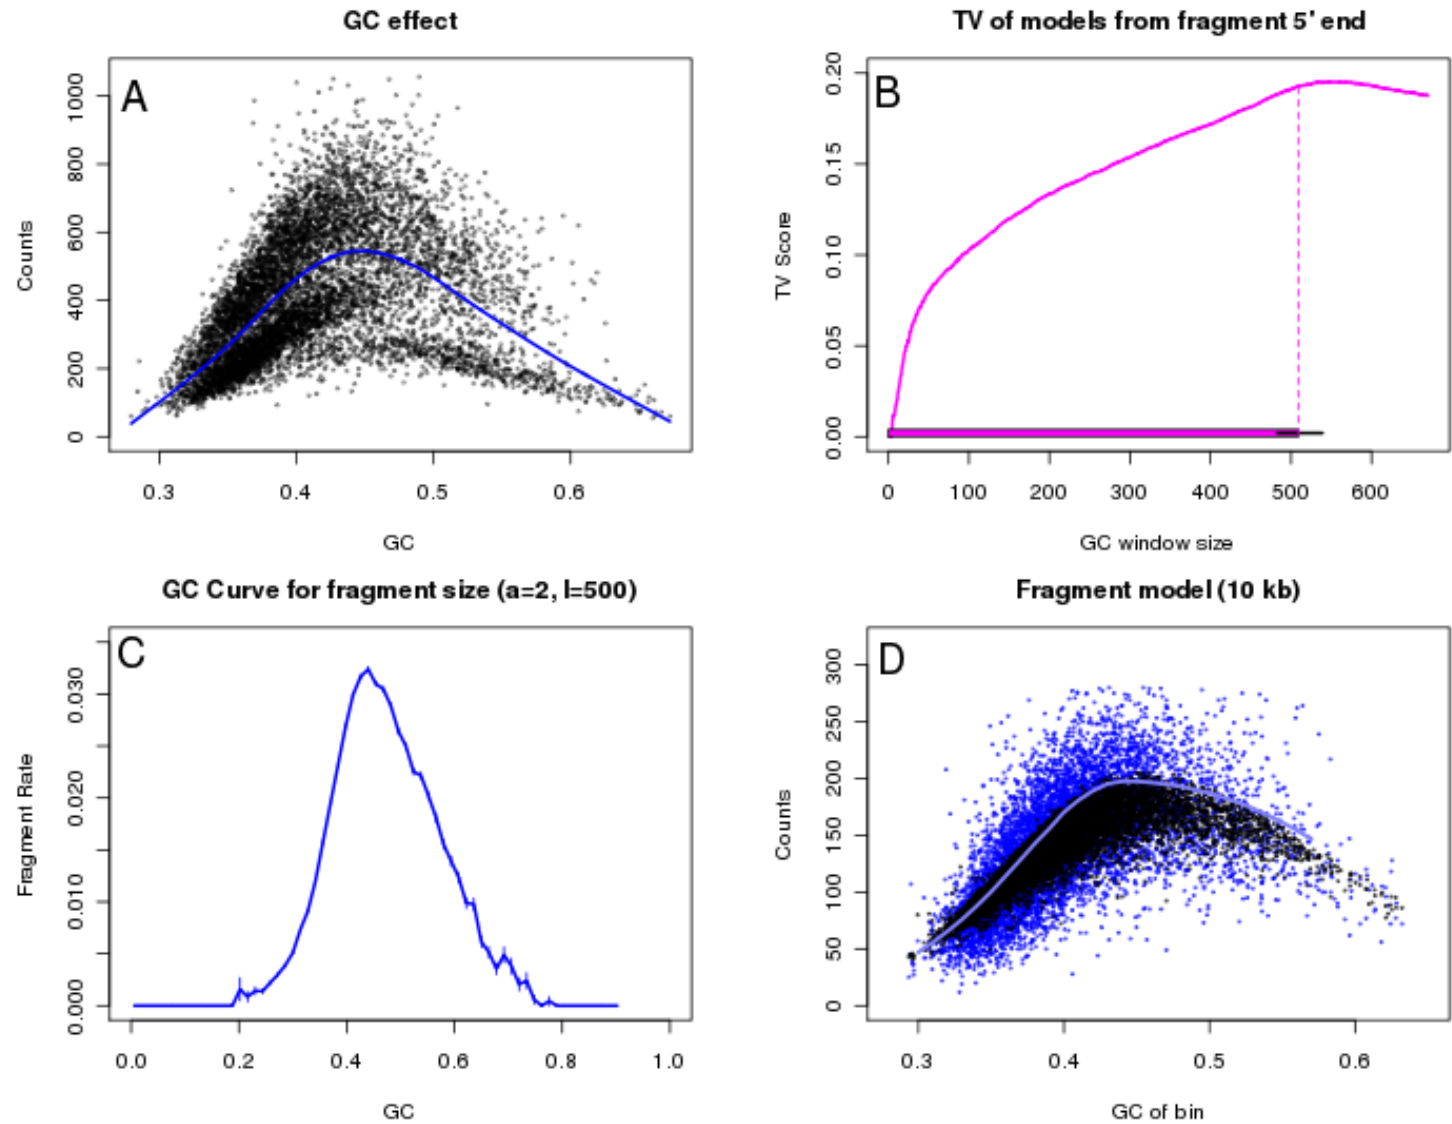 GC effect
A
1000
800
600
400
200
0
Counts
0.3 0.4 0.5 0.6
GC
TV of models from fragment 5' end
B
0.20
0.15
0.10
0.05
0.00
TV Score
0 100 200 300 400 500 600
GC window size
GC Curve for fragment size (a=2, l=500)
C
0.030
0.020
0.010
0.000
Fragment Rate
0.0 0.2 0.4 0.6 0.8 1.0
GC
Fragment model (10 kb)
D
300
250
200
150
100
50
0
Counts
0.3 0.4 0.5 0.6
GC of bin